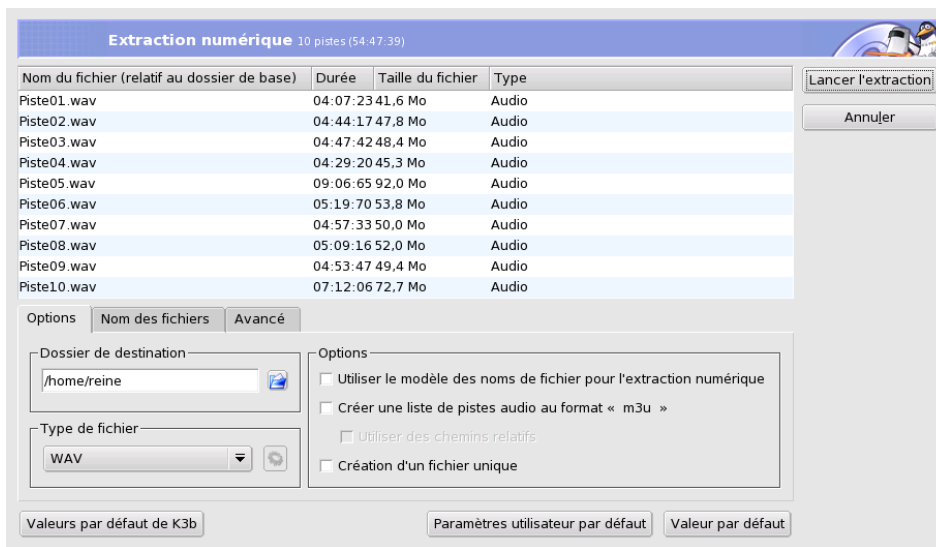 Extraction numérique 10 pistes (54:47:39)
Nom du fichier (relatif au dossier de base) Durée Taille du fichier Type
Piste01.wav 04:07:23 41,6 Mo Audio
Piste02.wav 04:44:17 47,8 Mo Audio
Piste03.wav 04:47:42 48,4 Mo Audio
Piste04.wav 04:29:20 45,3 Mo Audio
Piste05.wav 09:06:65 92,0 Mo Audio
Piste06.wav 05:19:70 53,8 Mo Audio
Piste07.wav 04:57:33 50,0 Mo Audio
Piste08.wav 05:09:16 52,0 Mo Audio
Piste09.wav 04:53:47 49,4 Mo Audio
Piste10.wav 07:12:06 72,7 Mo Audio
Lancer l'extraction
Annuler
Options Nom des fichiers Avancé
Dossier de destination
/home/reine
Type de fichier
WAV
Options
Utiliser le modèle des noms de fichier pour l'extraction numérique
Créer une liste de pistes audio au format « m3u »
Utiliser des chemins relatifs
Création d'un fichier unique
Valeurs par défaut de K3b Paramètres utilisateur par défaut Valeur par défaut